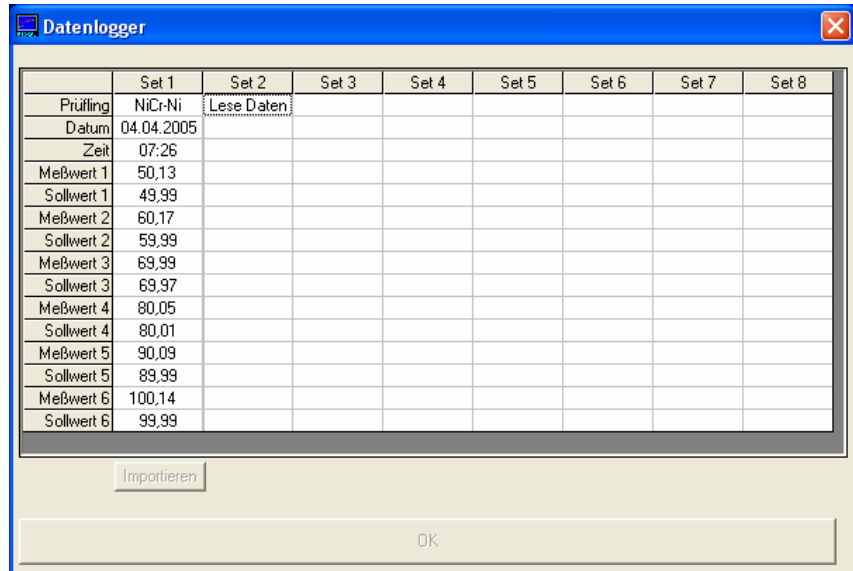 Datenlogger
Set 1 Set 2 Set 3 Set 4 Set 5 Set 6 Set 7 Set 8
Prüfling NiCr-Ni Lese Daten
Datum 04.04.2005
Zeit 07:26
Meßwert 1 50,13
Sollwert 1 49,99
Meßwert 2 60,17
Sollwert 2 59,99
Meßwert 3 69,99
Sollwert 3 69,97
Meßwert 4 80,05
Sollwert 4 80,01
Meßwert 5 90,09
Sollwert 5 89,99
Meßwert 6 100,14
Sollwert 6 99,99
Importieren
OK